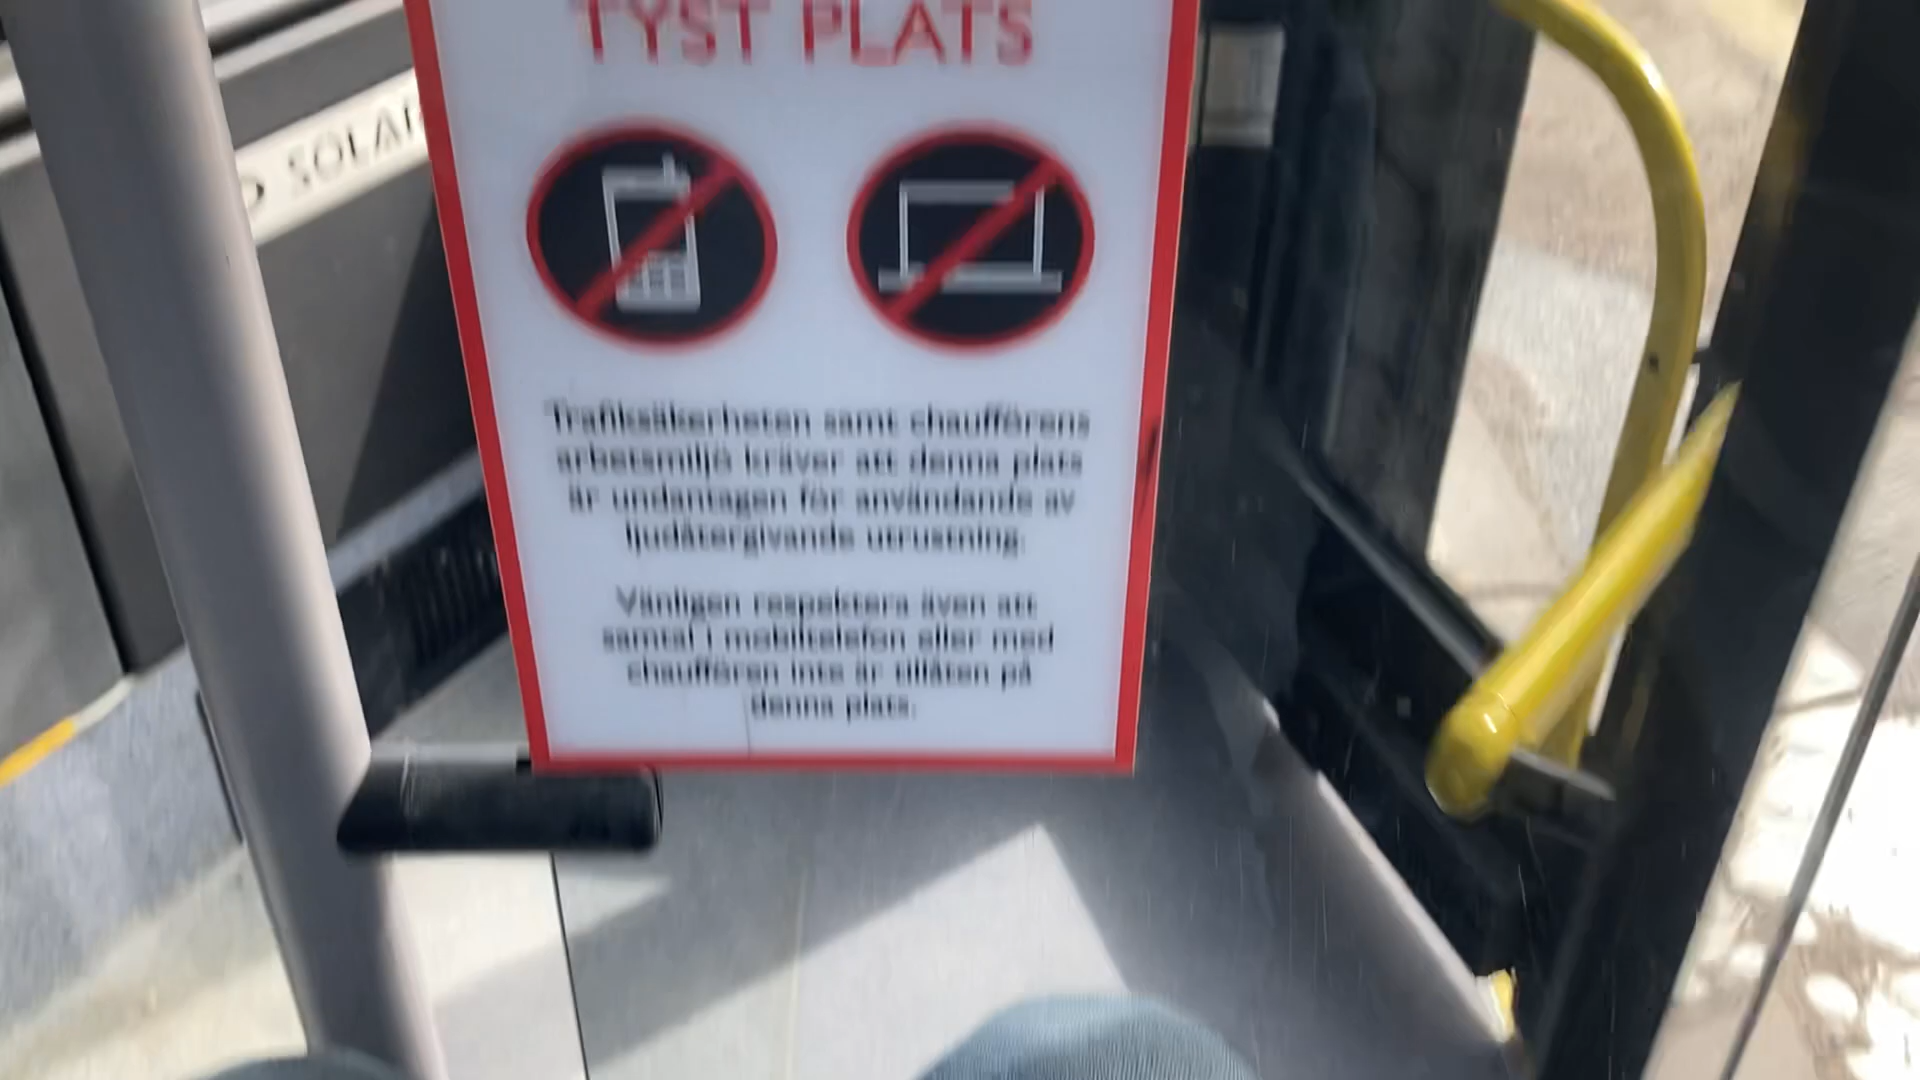 TYST PLATS
SOLAR
Trafiksäkerheten samt chaufförens
arbetsmiljö kräver att denna plats
är undantagen för användande av
ljudåtergivande utrustning.
Vänligen respektera även att
samtal i mobiltelefon eller med
chauffören inte är tillåten på
denna plats.